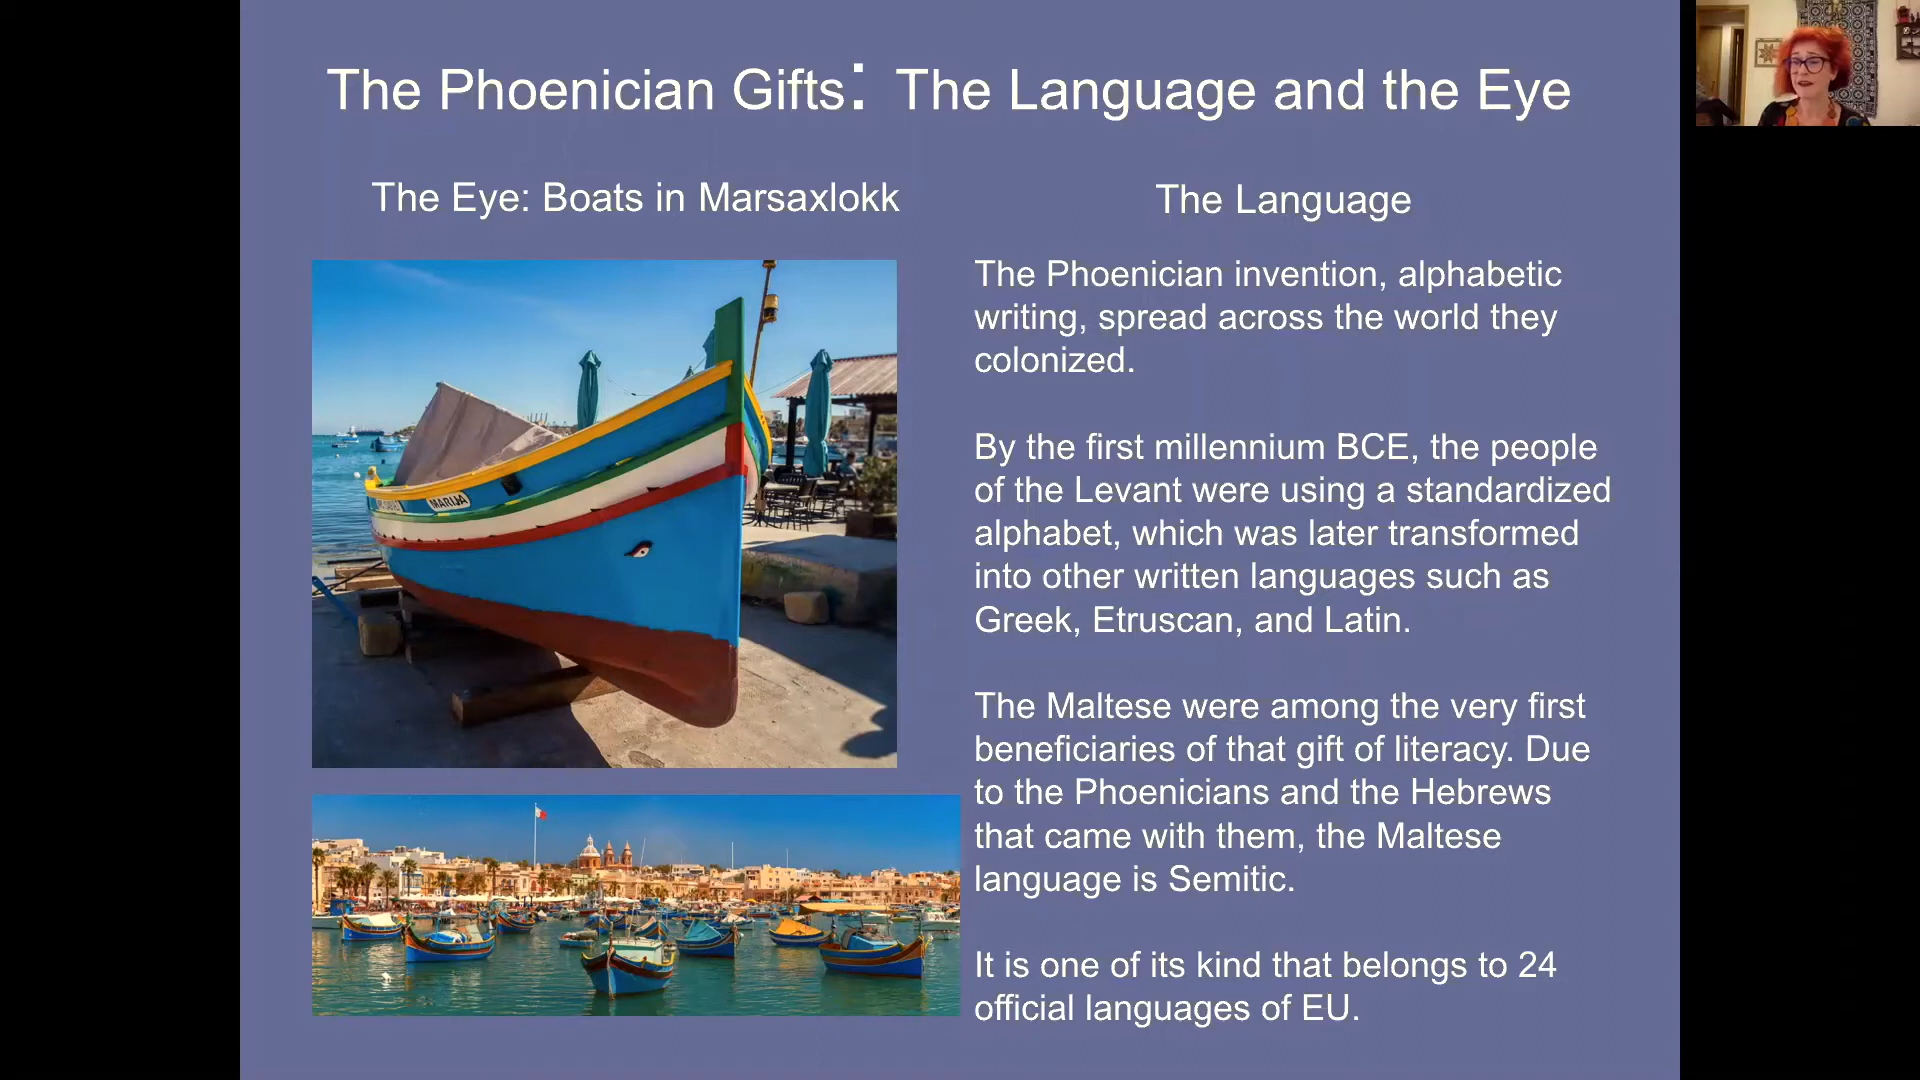 The Phoenician Gifts: The Language and the Eye
The Eye: Boats in Marsaxlokk
MARIJA
The Language
The Phoenician invention, alphabetic
writing, spread across the world they
colonized.
By the first millennium BCE, the people
of the Levant were using a standardized
alphabet, which was later transformed
into other written languages such as
Greek, Etruscan, and Latin.
The Maltese were among the very first
beneficiaries of that gift of literacy. Due
to the Phoenicians and the Hebrews
that came with them, the Maltese
language is Semitic.
It is one of its kind that belongs to 24
official languages of EU.